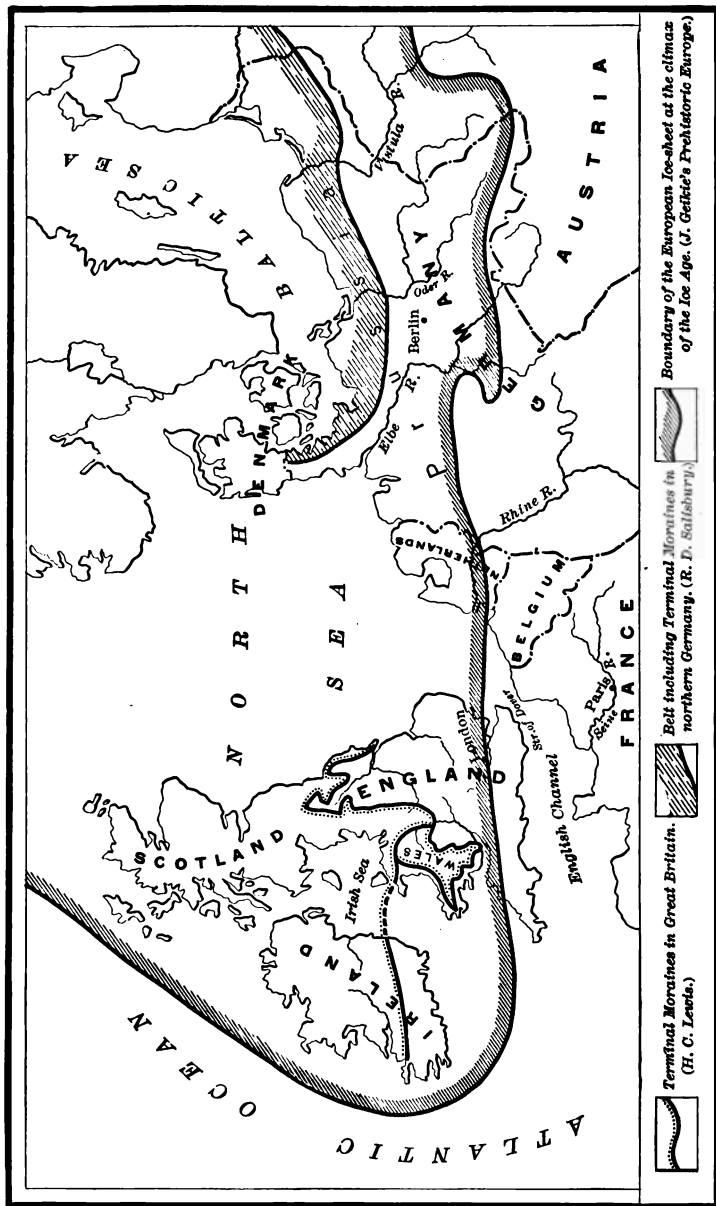 ATLANTIC OCEAN
NORTH SEA
BALTIC SEA
SCOTLAND
IRELAND
Irish Sea
ENGLAND
WALES
London
Str of Dover
English Channel
DENMARK
NETHERLANDS
BELGIUM
FRANCE
Paris
Seine R.
Rhine R.
Elbe R.
Prussia
Berlin
Oder R.
GERMANY
Vistula R.
AUSTRIA
Terminal Moraines in Great Britain.
(H. C. Lewis.)
Belt including Terminal Moraines in
northern Germany. (R. D. Salisbury.)
Boundary of the European Ice-sheet at the climax
of the Ice Age. (J. Geikie's Prehistoric Europe.)